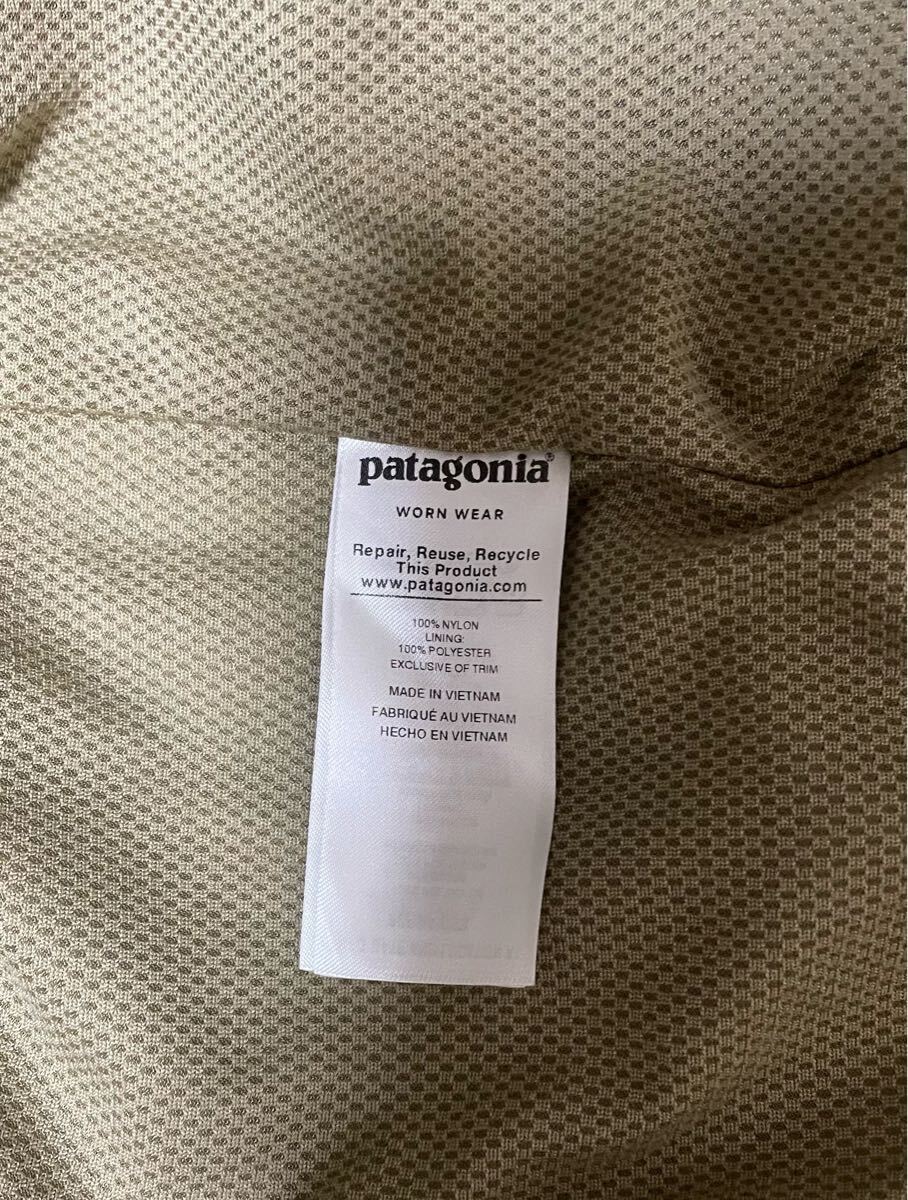 patagonia®
WORN WEAR
Repair, Reuse, Recycle
This Product
www.patagonia.com
100% NYLON
LINING:
100% POLYESTER
EXCLUSIVE OF TRIM
MADE IN VIETNAM
FABRIQUÉ AU VIETNAM
HECHO EN VIETNAM